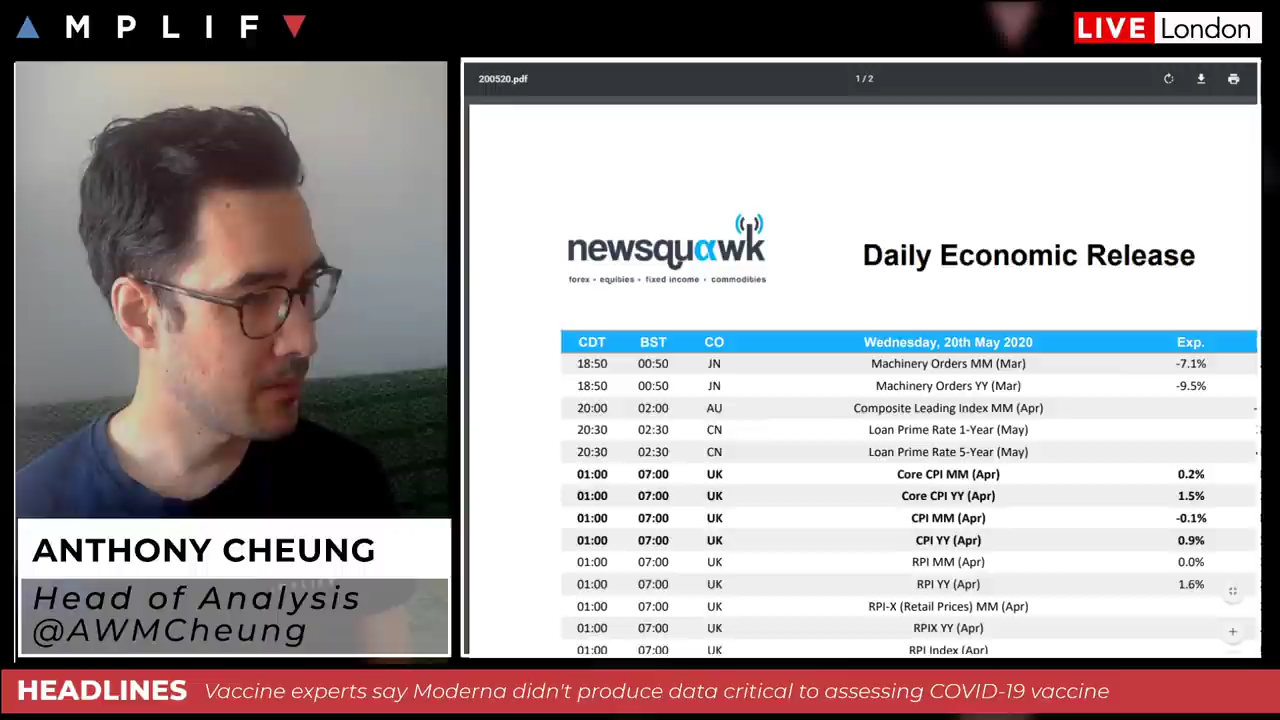 AMPLIFY
LIVE London
200520.pdf
1 / 2
newsquawk
forex • equities • fixed income • commodities
Daily Economic Release
CDT BST CO Wednesday, 20th May 2020 Exp.
18:50 00:50 JN Machinery Orders MM (Mar) -7.1%
18:50 00:50 JN Machinery Orders YY (Mar) -9.5%
20:00 02:00 AU Composite Leading Index MM (Apr)
20:30 02:30 CN Loan Prime Rate 1-Year (May)
20:30 02:30 CN Loan Prime Rate 5-Year (May)
01:00 07:00 UK Core CPI MM (Apr) 0.2%
01:00 07:00 UK Core CPI YY (Apr) 1.5%
01:00 07:00 UK CPI MM (Apr) -0.1%
01:00 07:00 UK CPI YY (Apr) 0.9%
01:00 07:00 UK RPI MM (Apr) 0.0%
01:00 07:00 UK RPI YY (Apr) 1.6%
01:00 07:00 UK RPI-X (Retail Prices) MM (Apr)
01:00 07:00 UK RPIX YY (Apr)
01:00 07:00 UK RPI Index (Apr)
ANTHONY CHEUNG
Head of Analysis
@AWMCheung
HEADLINES Vaccine experts say Moderna didn't produce data critical to assessing COVID-19 vaccine